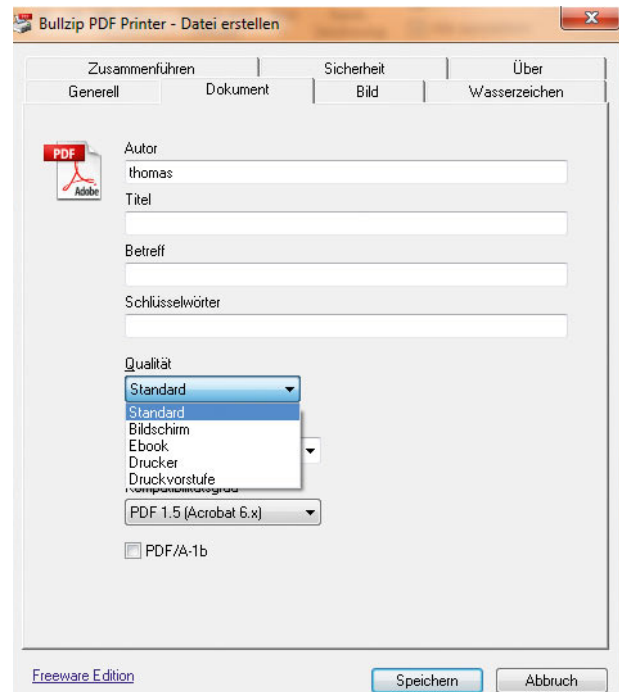 Bullzip PDF Printer - Datei erstellen
Zusammenführen Sicherheit Über
Generell Dokument Bild Wasserzeichen
PDF
Adobe
Autor
thomas
Titel
Betreff
Schlüsselwörter
Qualität
Standard
Standard
Bildschirm
Ebook
Drucker
Druckvorstufe
Kompatibilitätsgrad
PDF 1.5 (Acrobat 6.x)
PDF/A-1b
Freeware Edition
Speichern Abbruch